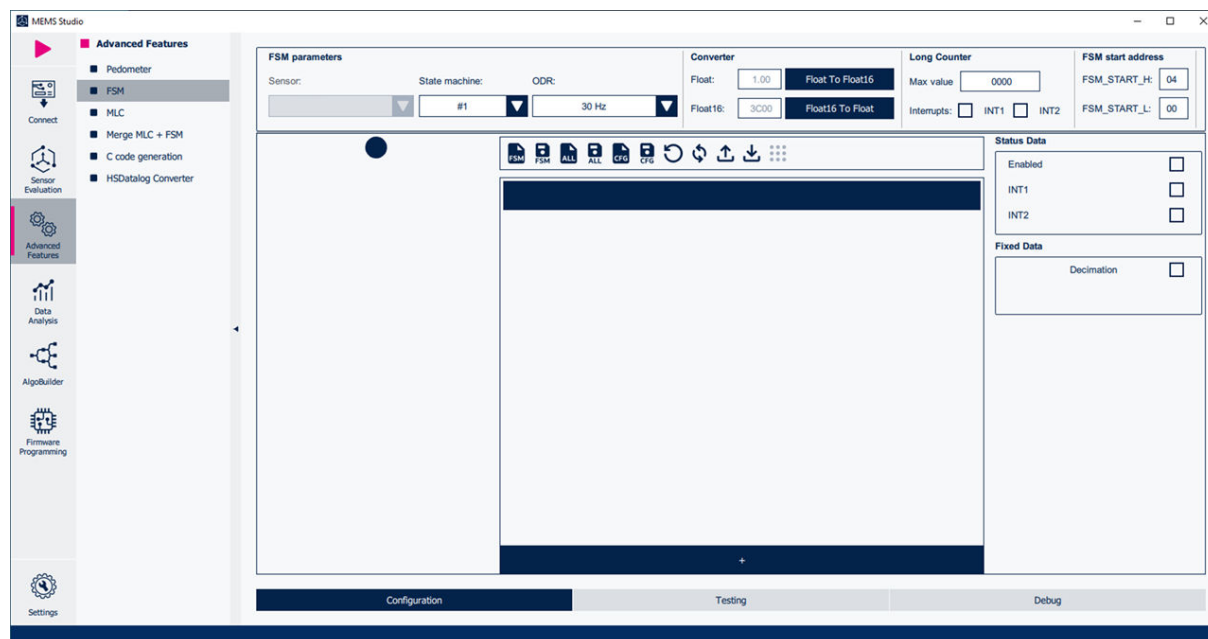 MEMS Studio
Connect
Sensor
Evaluation
Advanced
Features
Data
Analysis
AlgoBuilder
Firmware
Programming
Settings
Advanced Features
Pedometer
FSM
MLC
Merge MLC + FSM
C code generation
HSDatalog Converter
FSM parameters
Sensor:
State machine:
ODR:
#1
30 Hz
Converter
Float:
1.00
Float To Float16
Float16:
3C00
Float16 To Float
Long Counter
Max value
0000
Interrupts:
INT1
INT2
FSM start address
FSM_START_H:
04
FSM_START_L:
00
FSM
FSM
ALL
ALL
CFG
CFG
+
Status Data
Enabled
INT1
INT2
Fixed Data
Decimation
Configuration
Testing
Debug